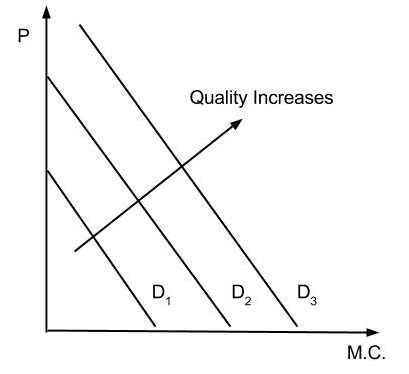 P
Quality Increases
D1
D2
D3
M.C.